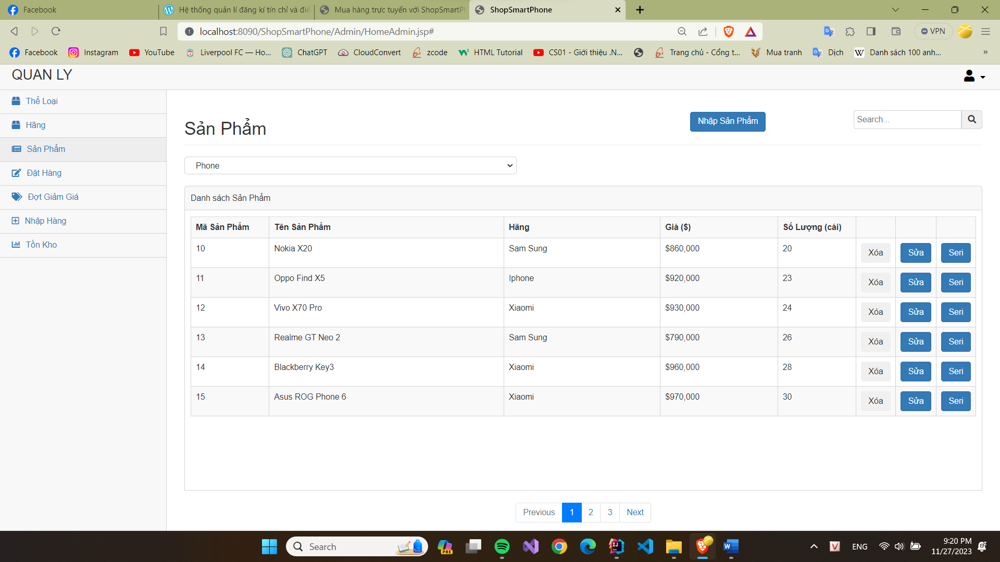 Facebook
Hệ thống quản lí đăng kí tín chỉ và điể
Mua hàng trực tuyến với ShopSmartPh
ShopSmartPhone
localhost:8090/ShopSmartPhone/Admin/HomeAdmin.jsp#
VPN
Facebook
Instagram
YouTube
Liverpool FC — Ho...
ChatGPT
CloudConvert
zcode
HTML Tutorial
CS01 - Giới thiệu .N...
Trang chủ - Cổng t...
Mua tranh
Dịch
Danh sách 100 anh...
QUAN LY
Thể Loại
Hãng
Sản Phẩm
Đặt Hàng
Đợt Giảm Giá
Nhập Hàng
Tồn Kho
Sản Phẩm
Nhập Sản Phẩm
Search...
Phone
Danh sách Sản Phẩm
Mã Sản Phẩm Tên Sản Phẩm Hãng Giá ($) Số Lượng (cái)
10 Nokia X20 Sam Sung $860,000 20 Xóa Sửa Seri
11 Oppo Find X5 Iphone $920,000 23 Xóa Sửa Seri
12 Vivo X70 Pro Xiaomi $930,000 24 Xóa Sửa Seri
13 Realme GT Neo 2 Sam Sung $790,000 26 Xóa Sửa Seri
14 Blackberry Key3 Xiaomi $960,000 28 Xóa Sửa Seri
15 Asus ROG Phone 6 Xiaomi $970,000 30 Xóa Sửa Seri
Previous 1 2 3 Next
Search
PRE
ENG
9:20 PM
11/27/2023